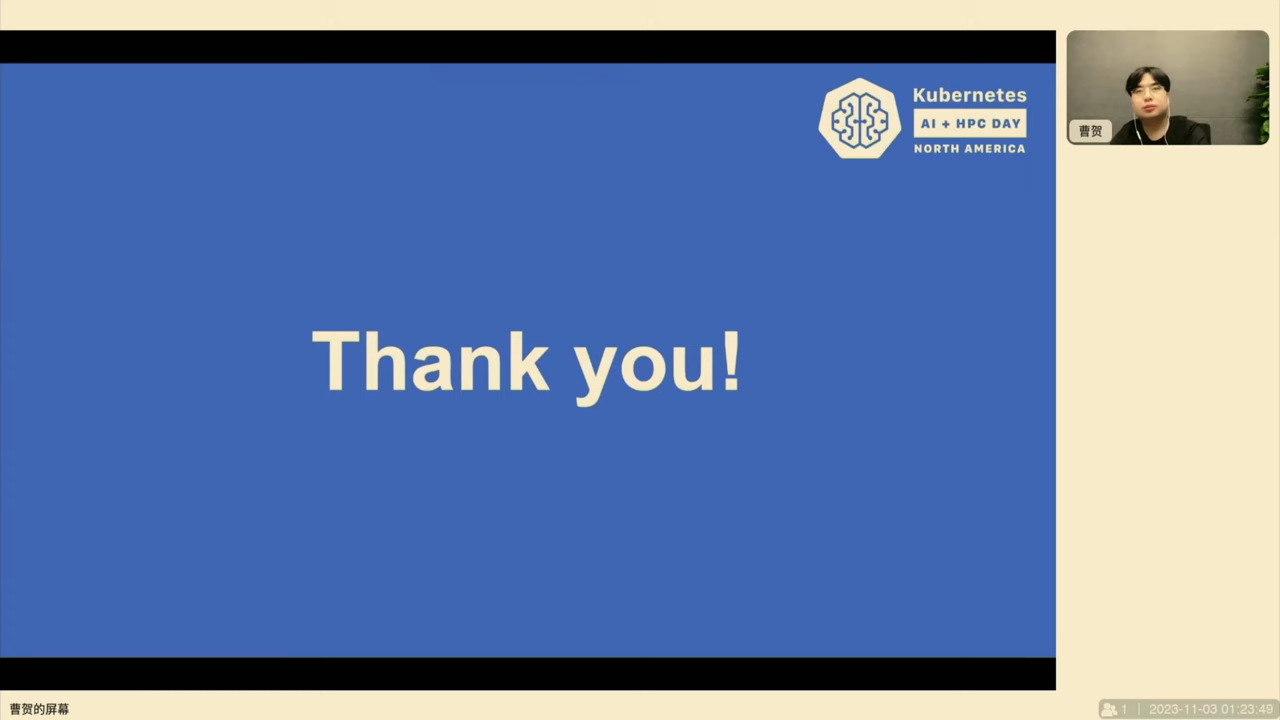 Kubernetes
AI + HPC DAY
NORTH AMERICA
曹贺
Thank you!
曹贺的屏幕
1 | 2023-11-03 01:23:49